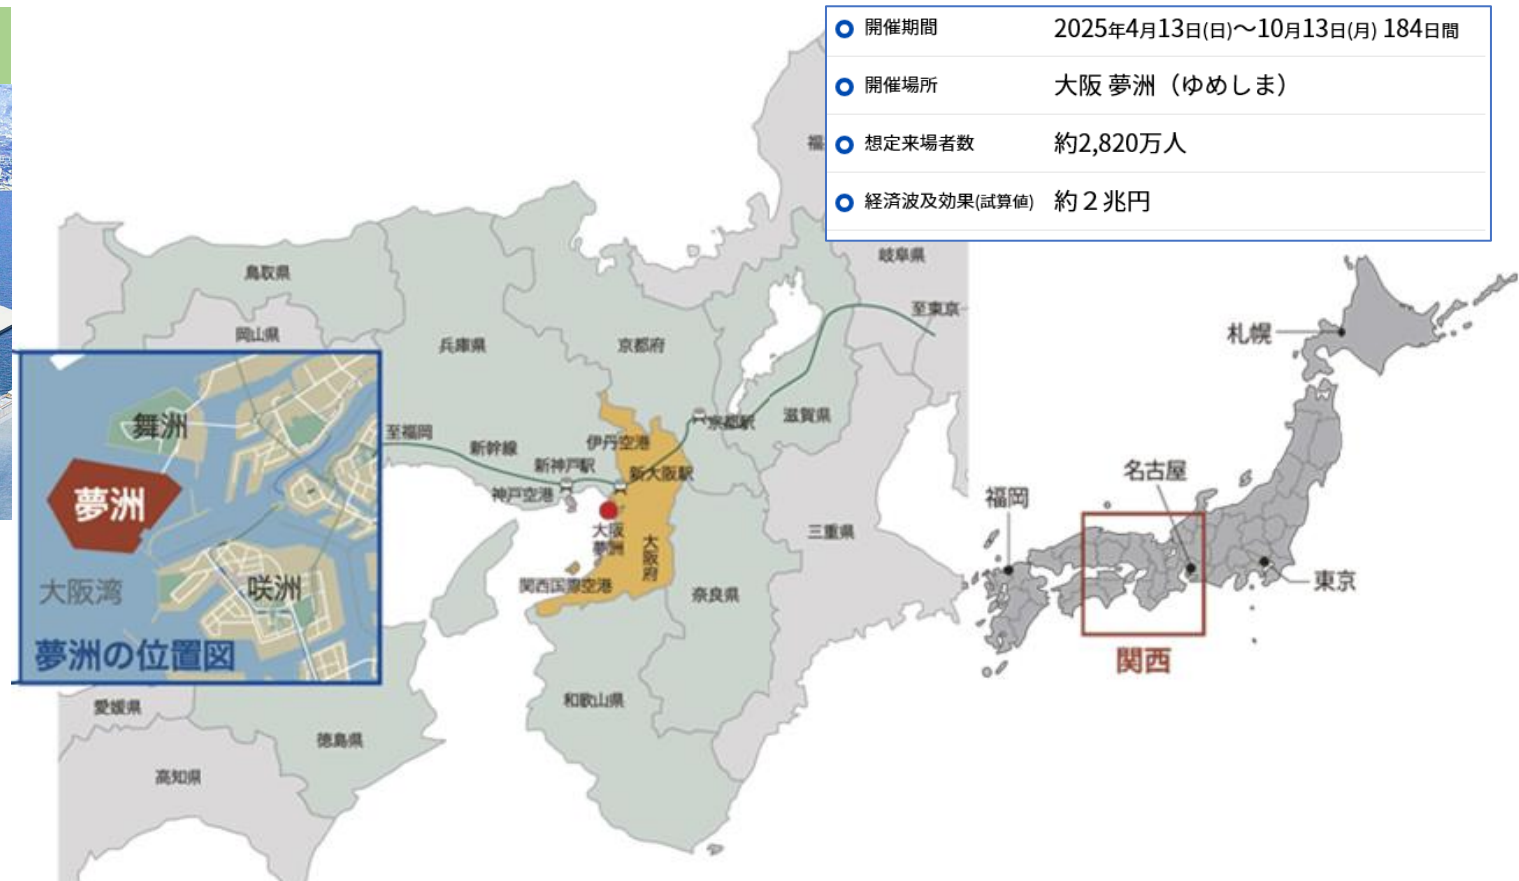 開催期間 2025年4月13日(日)～10月13日(月) 184日間
開催場所 大阪 夢洲（ゆめしま）
想定来場者数 約2,820万人
経済波及効果(試算値) 約２兆円
福
岐阜県
至東京
鳥取県
岡山県
兵庫県
京都府
滋賀県
京都駅
至福岡
新幹線
伊丹空港
新神戸駅
新大阪駅
神戸空港
大阪
夢洲
大阪府
関西国際空港
奈良県
三重県
和歌山県
愛媛県
徳島県
高知県
舞洲
夢洲
大阪湾
咲洲
夢洲の位置図
札幌
名古屋
福岡
東京
関西